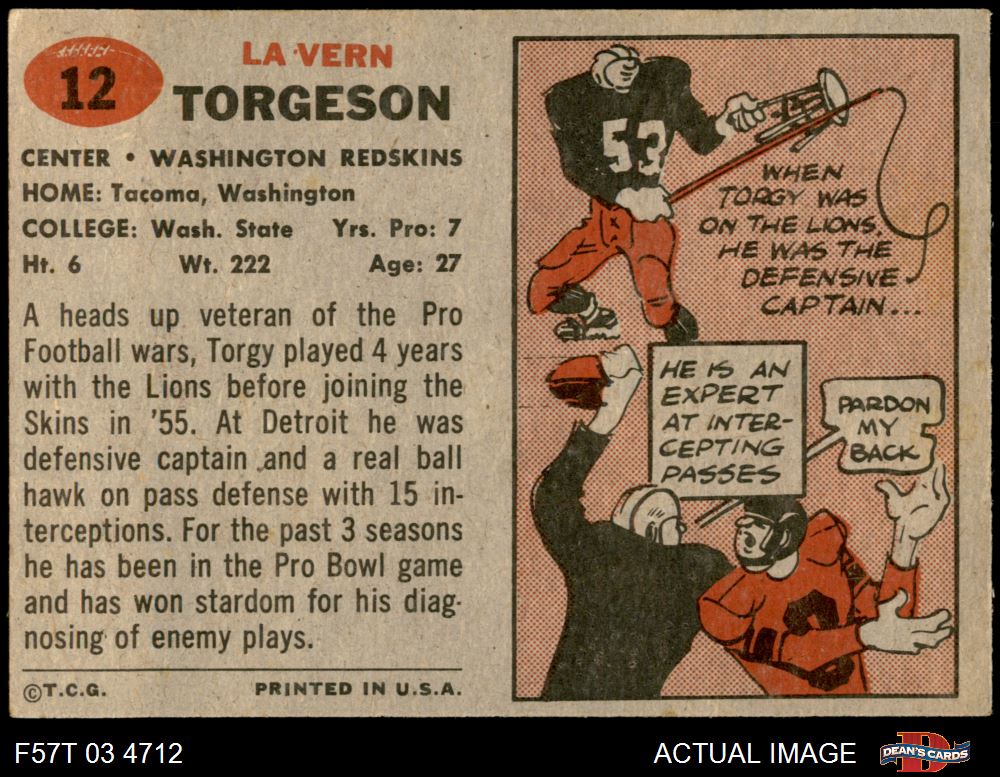 12
LA VERN
TORGESON
CENTER • WASHINGTON REDSKINS
HOME: Tacoma, Washington
COLLEGE: Wash. State Yrs. Pro: 7
Ht. 6 Wt. 222 Age: 27
A heads up veteran of the Pro
Football wars, Torgy played 4 years
with the Lions before joining the
Skins in '55. At Detroit he was
defensive captain and a real ball
hawk on pass defense with 15 in-
terceptions. For the past 3 seasons
he has been in the Pro Bowl game
and has won stardom for his diag-
nosing of enemy plays.
©T.C.G. PRINTED IN U.S.A.
53
WHEN
TORGY WAS
ON THE LIONS,
HE WAS THE
DEFENSIVE
CAPTAIN...
HE IS AN
EXPERT
AT INTER-
CEPTING
PASSES
PARDON
MY
BACK
F57T 03 4712
ACTUAL IMAGE
DEAN'S CARDS